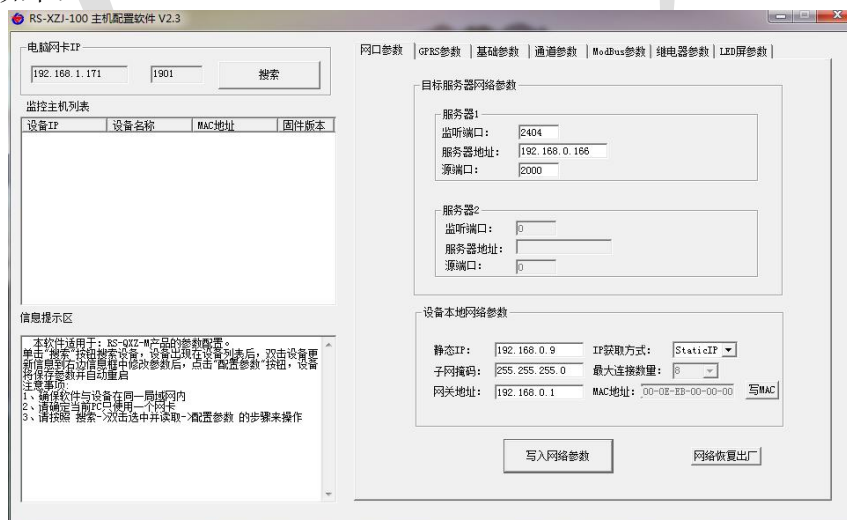 RS-XZJ-100 主机配置软件 V2.3
电脑网卡IP
192.168.1.171
1901
搜索
监控主机列表
设备IP
设备名称
MAC地址
固件版本
信息提示区
本软件适用于：RS-QXZ-M产品的参数配置。
单击"搜索"按钮搜索设备，设备出现在设备列表后，双击设备更
新信息到右边信息框中修改参数后，点击"配置参数"按钮，设备
将保存参数并自动重启
注意事项:
1、确保软件与设备在同一局域网内
2、请确定当前PC只使用一个网卡
3、请按照 搜索->双击选中并读取->配置参数 的步骤来操作
网口参数
GPRS参数
基础参数
通道参数
ModBus参数
继电器参数
LED屏参数
目标服务器网络参数
服务器1
监听端口：
2404
服务器地址：
192.168.0.166
源端口：
2000
服务器2
监听端口：
0
服务器地址：
源端口：
0
设备本地网络参数
静态IP：
192.168.0.9
IP获取方式：
StaticIP
子网掩码：
255.255.255.0
最大连接数量：
8
网关地址：
192.168.0.1
MAC地址：
00-08-EB-00-00-00
写MAC
写入网络参数
网络恢复出厂